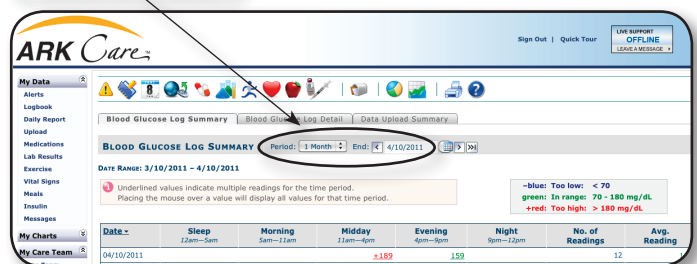 ARK Care™
Sign Out | Quick Tour
LIVE SUPPORT
OFFLINE
LEAVE A MESSAGE
My Data
Alerts
Logbook
Daily Report
Upload
Medications
Lab Results
Exercise
Vital Signs
Meals
Insulin
Messages
My Charts
My Care Team
8
Blood Glucose Log Summary
Blood Glucose Log Detail
Data Upload Summary
BLOOD GLUCOSE LOG SUMMARY Period: 1 Month End: 4/10/2011
DATE RANGE: 3/10/2011 – 4/10/2011
Underlined values indicate multiple readings for the time period.
Placing the mouse over a value will display all values for that time period.
–blue: Too low: < 70
green: In range: 70 - 180 mg/dL
+red: Too high: > 180 mg/dL
Date Sleep Morning Midday Evening Night No. of Readings Avg. Reading
12am—5am 5am—11am 11am—4pm 4pm—9pm 9pm—12pm
04/10/2011 +189 159 12